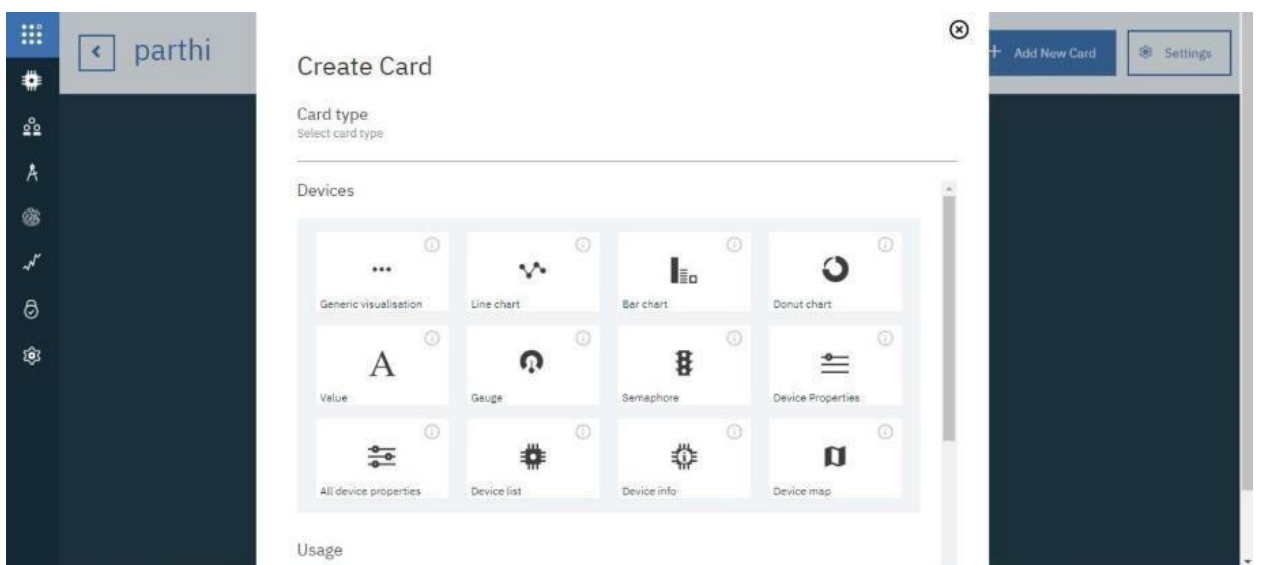 parthi
Add New Card
Settings
Create Card
Card type
Select card type
Devices
Generic visualisation
Line chart
Bar chart
Donut chart
A
Value
Gauge
Semaphore
Device Properties
All device properties
Device list
Device info
Device map
Usage